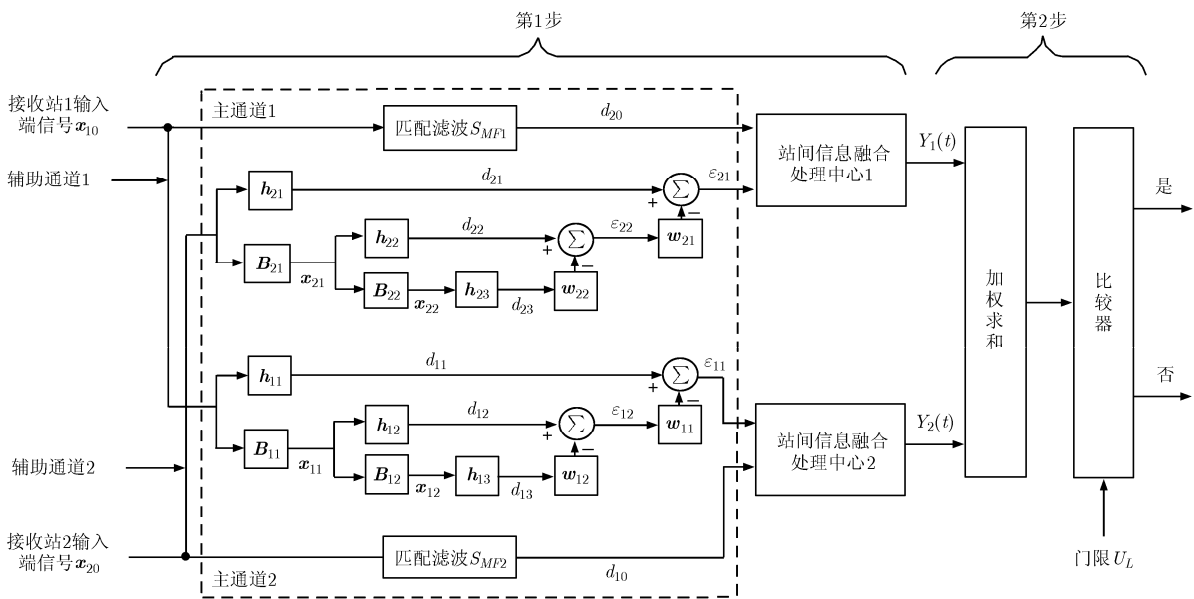 第1步
第2步
接收站1输入
端信号x₁₀
主通道1
匹配滤波S_MF1
d₂₀
站间信息融合
处理中心1
Y₁(t)
辅助通道1
h₂₁
d₂₁
+
∑
−
ε₂₁
是
h₂₂
d₂₂
+
∑
−
ε₂₂
w₂₁
B₂₁
x₂₁
B₂₂
x₂₂
h₂₃
d₂₃
w₂₂
加权求和
比较器
h₁₁
d₁₁
+
∑
−
ε₁₁
否
h₁₂
d₁₂
+
∑
−
ε₁₂
w₁₁
站间信息融合
处理中心2
Y₂(t)
B₁₁
x₁₁
B₁₂
x₁₂
h₁₃
d₁₃
w₁₂
辅助通道2
接收站2输入
端信号x₂₀
匹配滤波S_MF2
d₁₀
主通道2
门限U_L